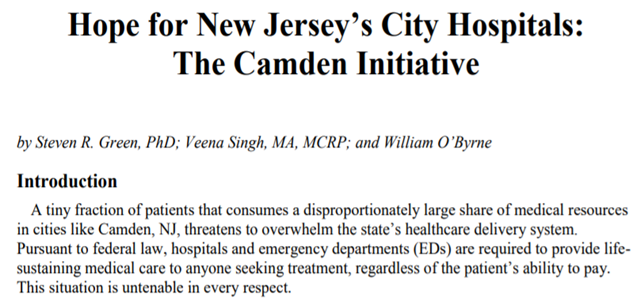 Hope for New Jersey’s City Hospitals:
The Camden Initiative
by Steven R. Green, PhD; Veena Singh, MA, MCRP; and William O’Byrne
Introduction
A tiny fraction of patients that consumes a disproportionately large share of medical resources
in cities like Camden, NJ, threatens to overwhelm the state’s healthcare delivery system.
Pursuant to federal law, hospitals and emergency departments (EDs) are required to provide life-
sustaining medical care to anyone seeking treatment, regardless of the patient’s ability to pay.
This situation is untenable in every respect.